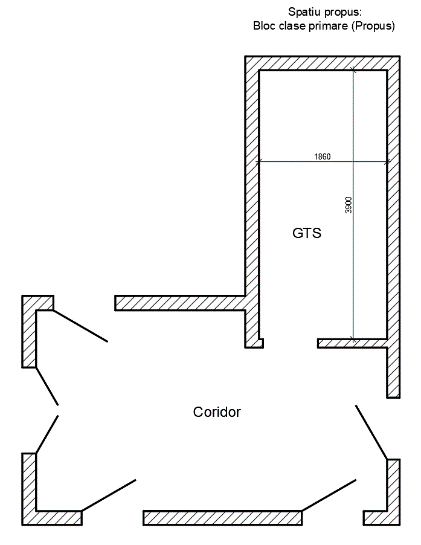 Spatiu propus:
Bloc clase primare (Propus)
1860
3900
GTS
Coridor